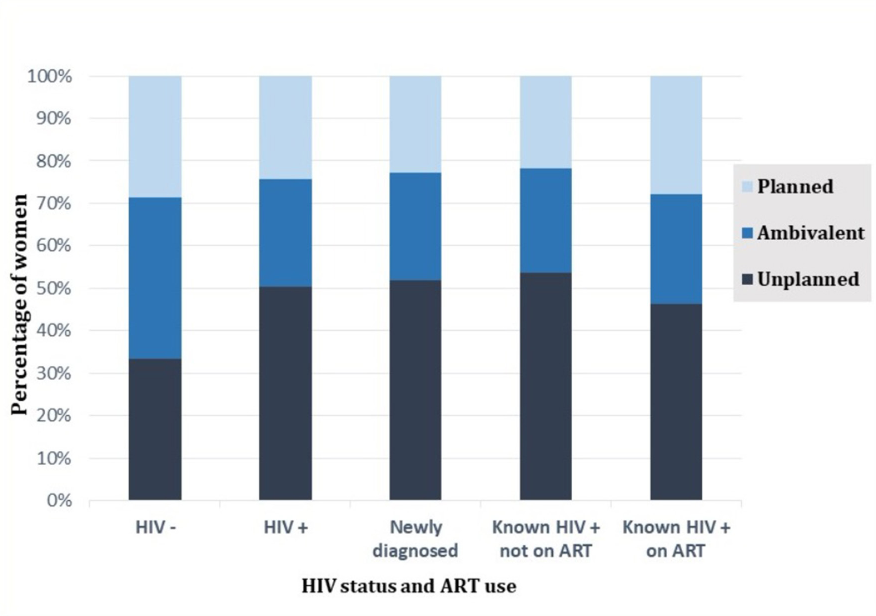 Percentage of women
100%
90%
80%
70%
60%
50%
40%
30%
20%
10%
0%
HIV -
HIV +
Newly
diagnosed
Known HIV +
not on ART
Known HIV +
on ART
HIV status and ART use
Planned
Ambivalent
Unplanned